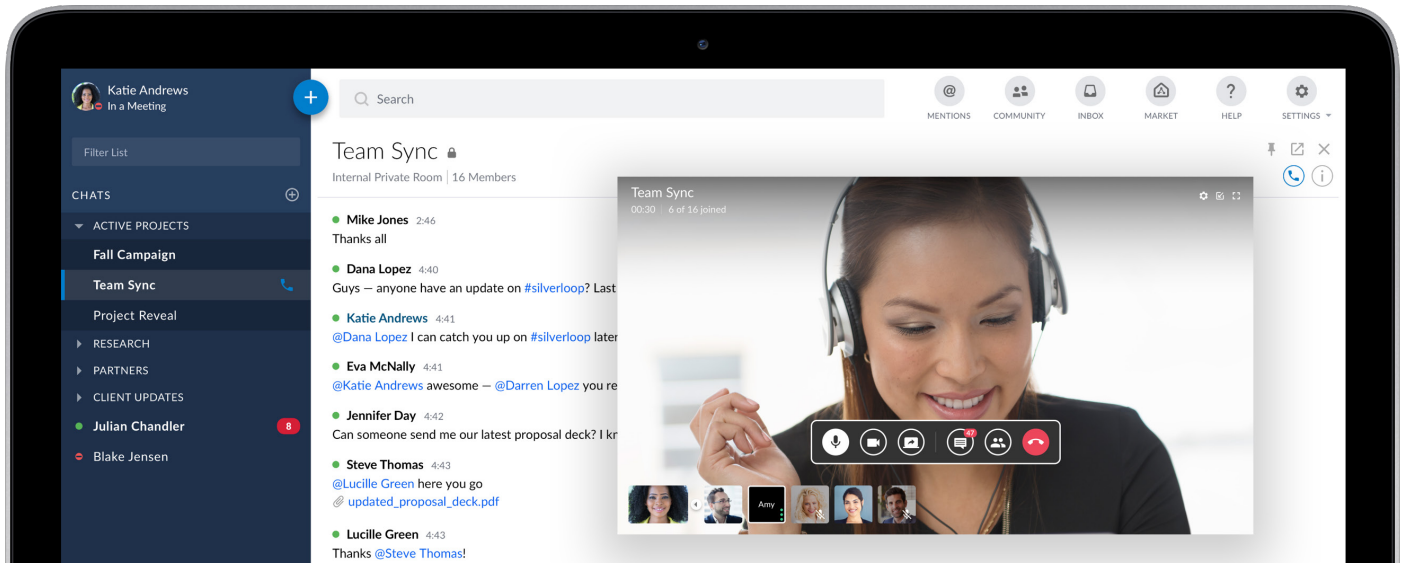 Katie Andrews
In a Meeting
+
Search
@
MENTIONS
COMMUNITY
INBOX
MARKET
?
HELP
SETTINGS
Filter List
CHATS
ACTIVE PROJECTS
Fall Campaign
Team Sync
Project Reveal
RESEARCH
PARTNERS
CLIENT UPDATES
Julian Chandler 8
Blake Jensen
Team Sync
Internal Private Room | 16 Members
Mike Jones 2:46
Thanks all
Dana Lopez 4:40
Guys — anyone have an update on #silverloop? Last
Katie Andrews 4:41
@Dana Lopez I can catch you up on #silverloop later
Eva McNally 4:41
@Katie Andrews awesome — @Darren Lopez you re
Jennifer Day 4:42
Can someone send me our latest proposal deck? I kr
Steve Thomas 4:43
@Lucille Green here you go
updated_proposal_deck.pdf
Lucille Green 4:43
Thanks @Steve Thomas!
Team Sync
00:30 | 6 of 16 joined
47
Amy